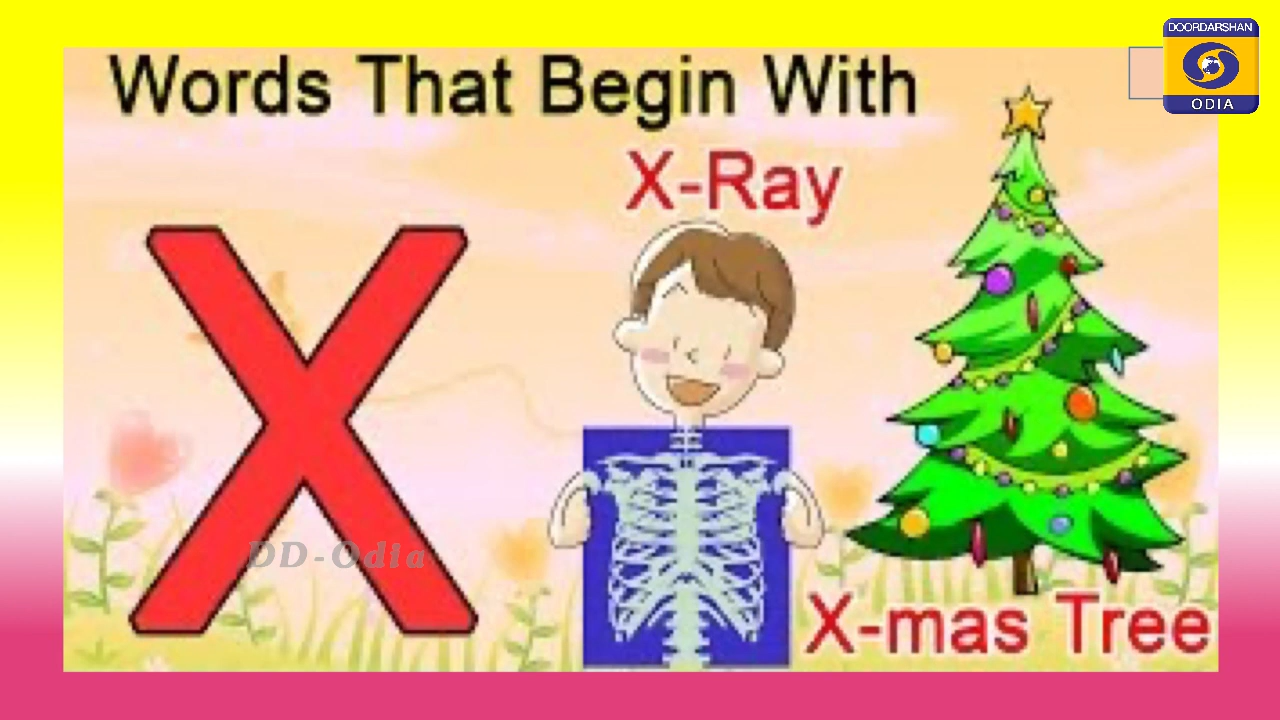 Words That Begin With
DOORDARSHAN
ODIA
X-Ray
X
DD-Odia
X-mas Tree